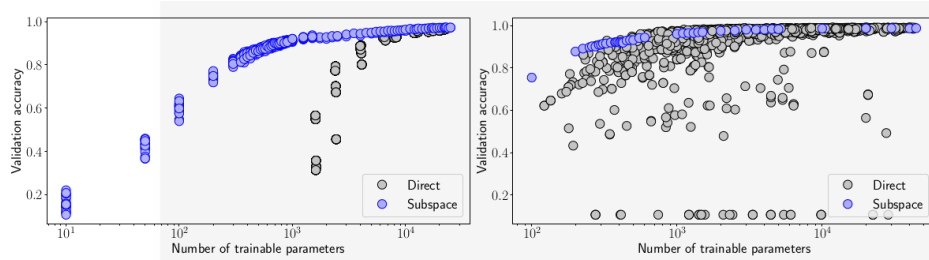 1.0
0.8
0.6
0.4
0.2
Validation accuracy
10^1
10^2
10^3
10^4
Number of trainable parameters
Direct
Subspace
1.0
0.8
0.6
0.4
0.2
Validation accuracy
10^2
10^3
10^4
Number of trainable parameters
Direct
Subspace